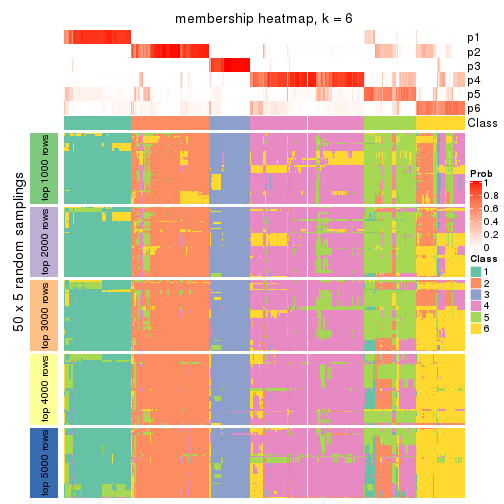 membership heatmap, k = 6
p1
p2
p3
p4
p5
p6
Class
50 x 5 random samplings
top 1000 rows
top 2000 rows
top 3000 rows
top 4000 rows
top 5000 rows
Prob
1
0.8
0.6
0.4
0.2
0
Class
1
2
3
4
5
6